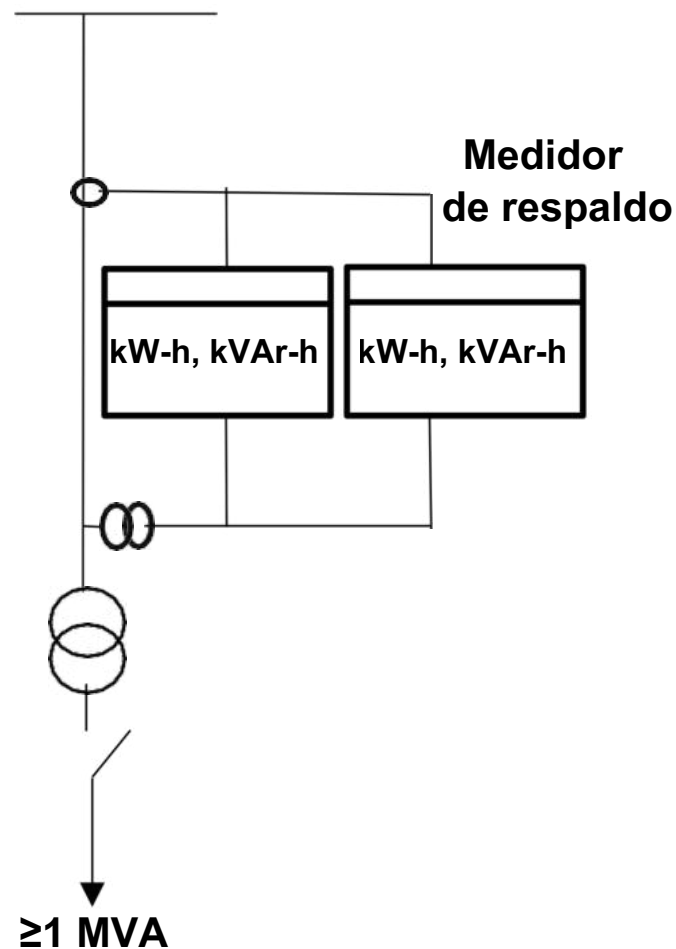 Medidor
de respaldo
kW-h, kVAr-h
kW-h, kVAr-h
≥1 MVA